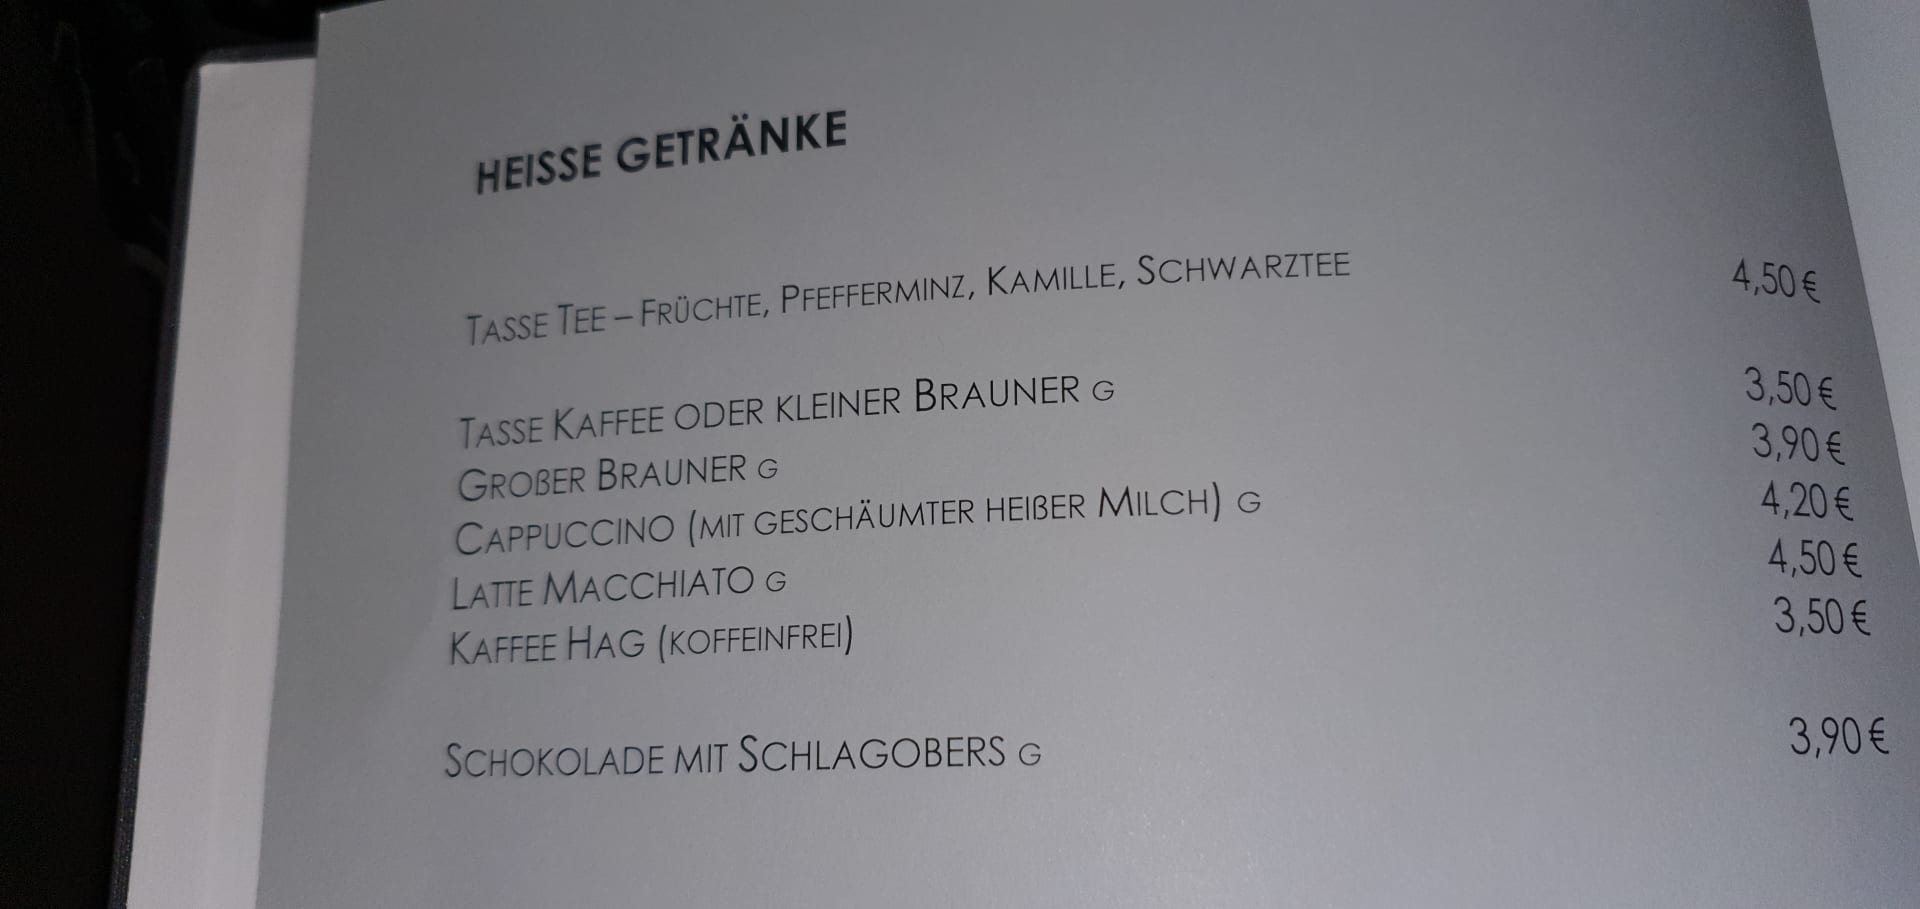 HEISSE GETRÄNKE
TASSE TEE – FRÜCHTE, PFEFFERMINZ, KAMILLE, SCHWARZTEE 4,50 €
TASSE KAFFEE ODER KLEINER BRAUNER G 3,50 €
GROßER BRAUNER G 3,90 €
CAPPUCCINO (MIT GESCHÄUMTER HEIßER MILCH) G 4,20 €
LATTE MACCHIATO G 4,50 €
KAFFEE HAG (KOFFEINFREI) 3,50 €
SCHOKOLADE MIT SCHLAGOBERS G 3,90 €